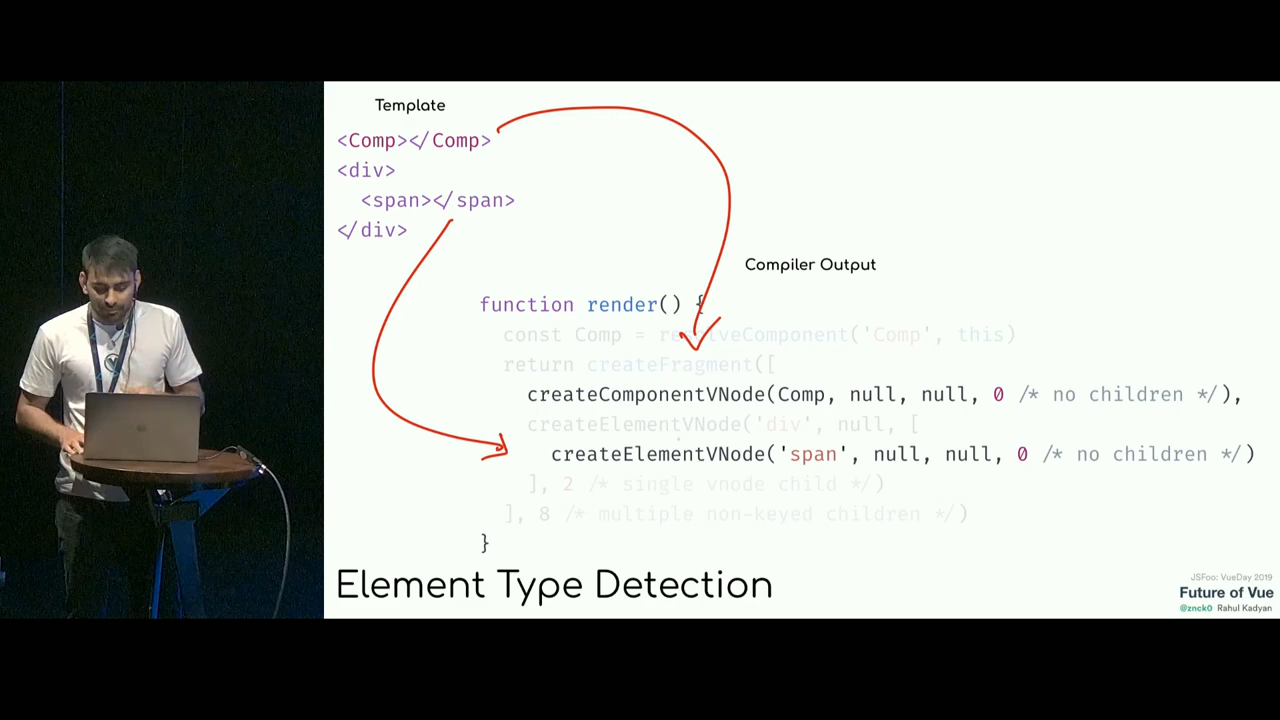 Template
<Comp></Comp>
<div>
  <span></span>
</div>
Compiler Output
function render() {
  const Comp = resolveComponent('Comp', this)
  return createFragment([
    createComponentVNode(Comp, null, null, 0 /* no children */),
    createElementVNode('div', null, [
      createElementVNode('span', null, null, 0 /* no children */)
    ], 2 /* single vnode child */)
  ], 8 /* multiple non-keyed children */)
}
Element Type Detection
JSFoo: VueDay 2019
Future of Vue
@znck0 Rahul Kadyan